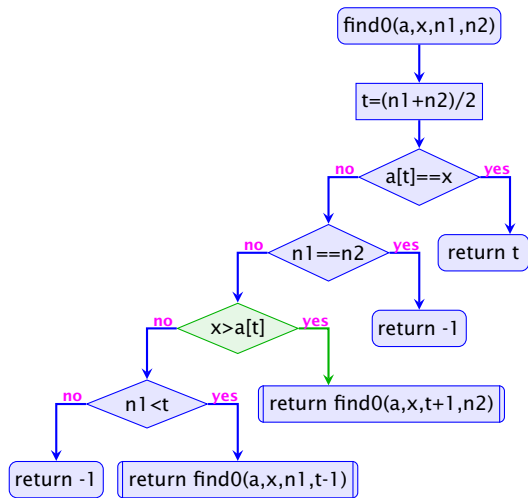 find0(a,x,n1,n2)
t=(n1+n2)/2
a[t]==x
no
yes
return t
n1==n2
no
yes
return -1
x>a[t]
no
yes
return find0(a,x,t+1,n2)
n1<t
no
yes
return -1
return find0(a,x,n1,t-1)